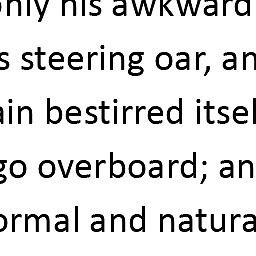 only his awkward
s steering oar, an
ain bestirred itsel
go overboard; an
ormal and natura